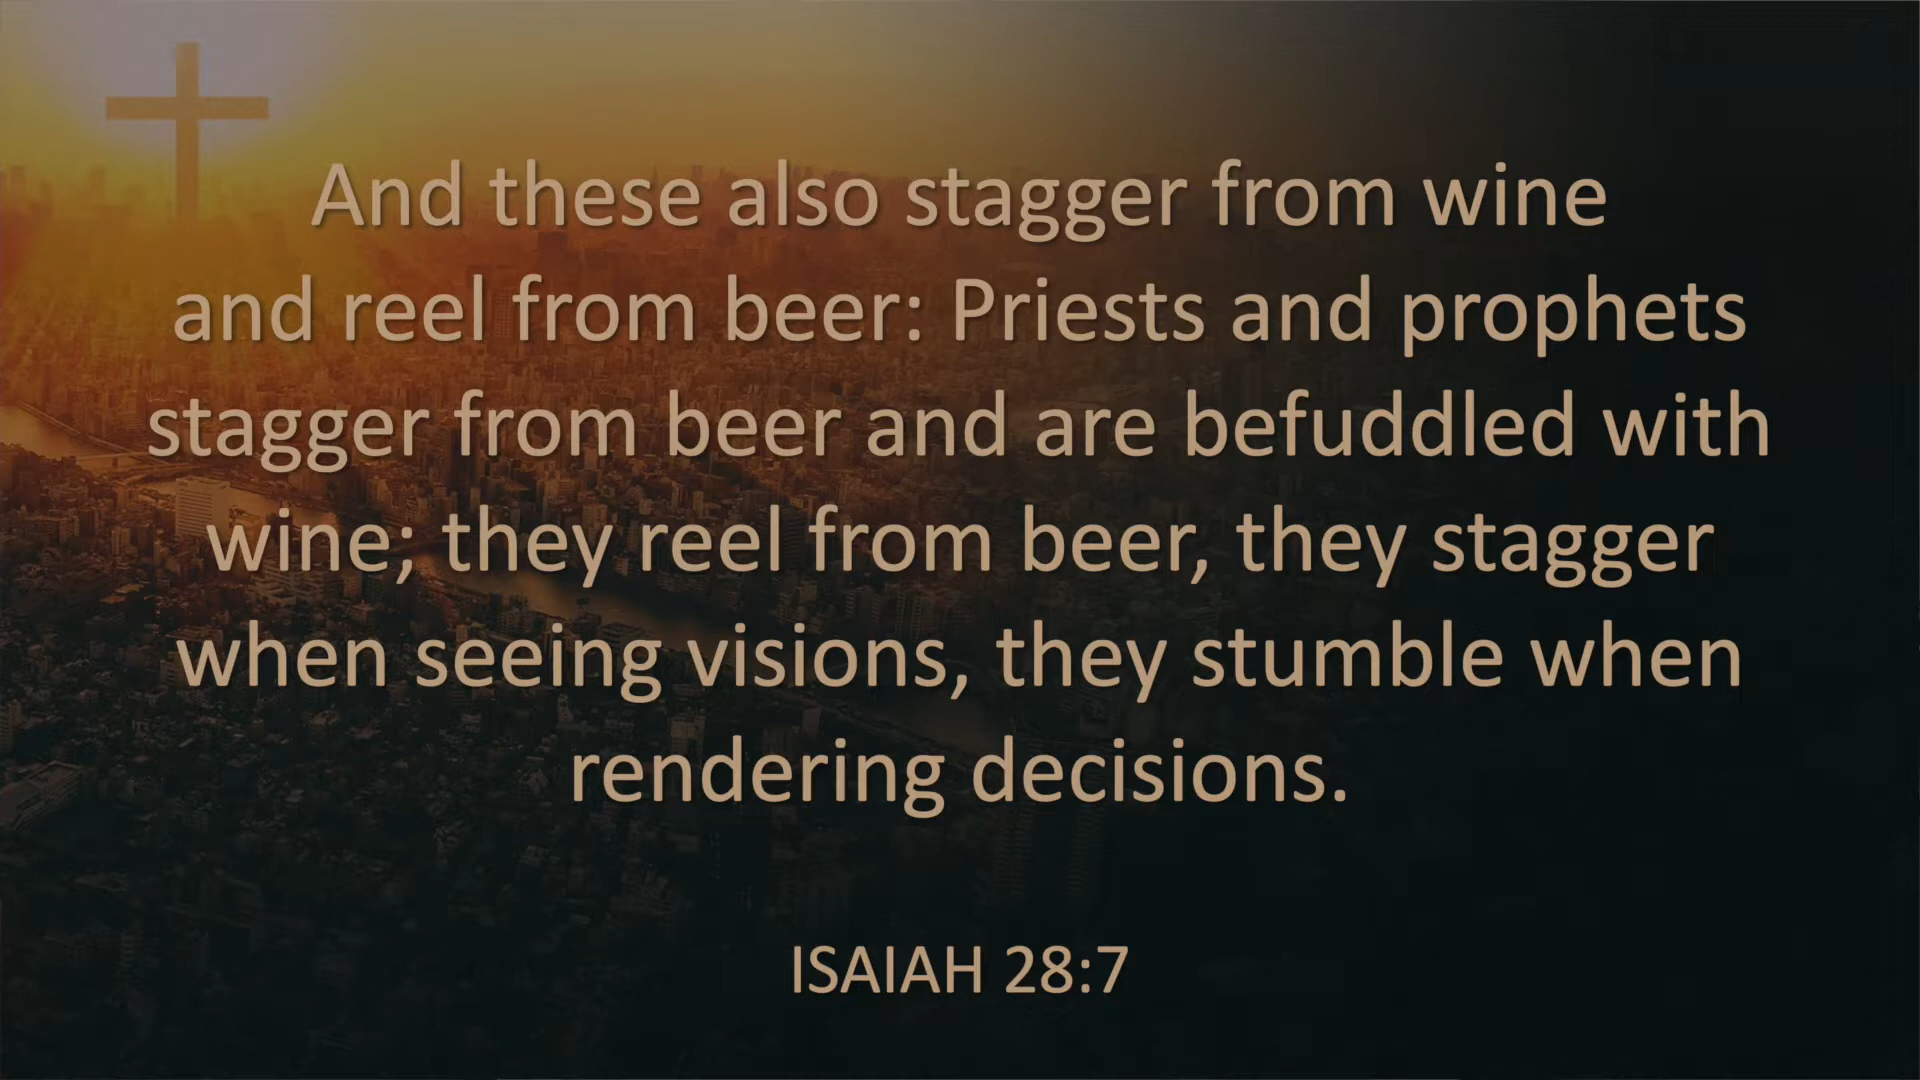 And these also stagger from wine
and reel from beer: Priests and prophets
stagger from beer and are befuddled with
wine; they reel from beer, they stagger
when seeing visions, they stumble when
rendering decisions.
ISAIAH 28:7